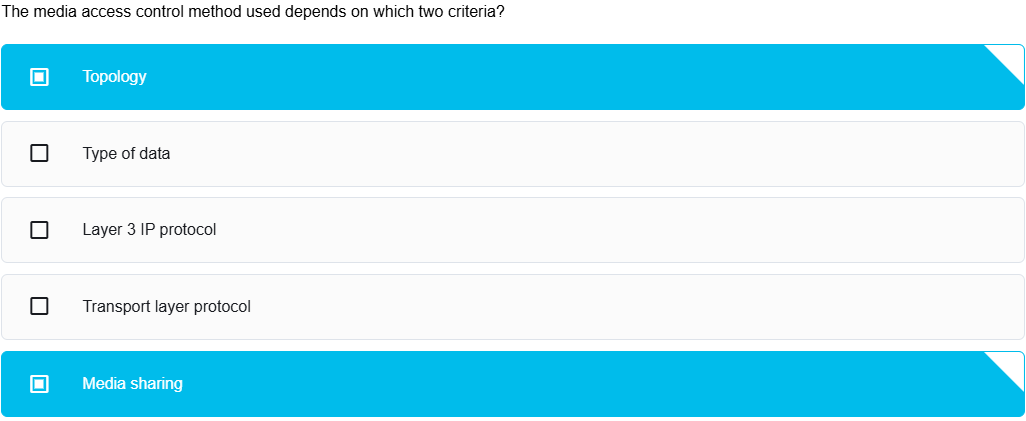 The media access control method used depends on which two criteria?
Topology
Type of data
Layer 3 IP protocol
Transport layer protocol
Media sharing